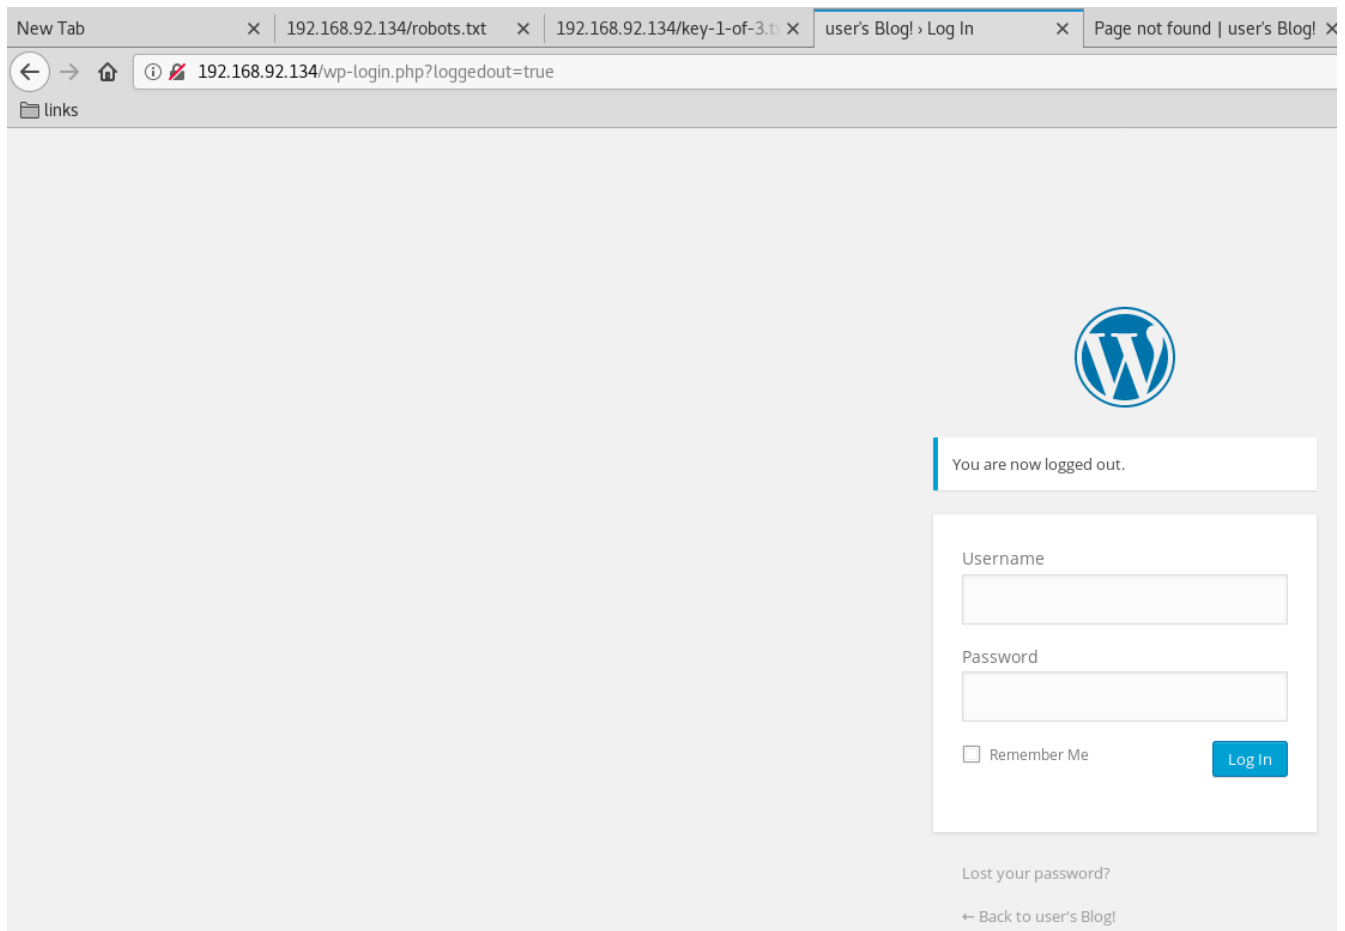 New Tab 192.168.92.134/robots.txt 192.168.92.134/key-1-of-3.t user's Blog! › Log In Page not found | user's Blog!
192.168.92.134/wp-login.php?loggedout=true
links
You are now logged out.
Username
Password
Remember Me Log In
Lost your password?
← Back to user's Blog!